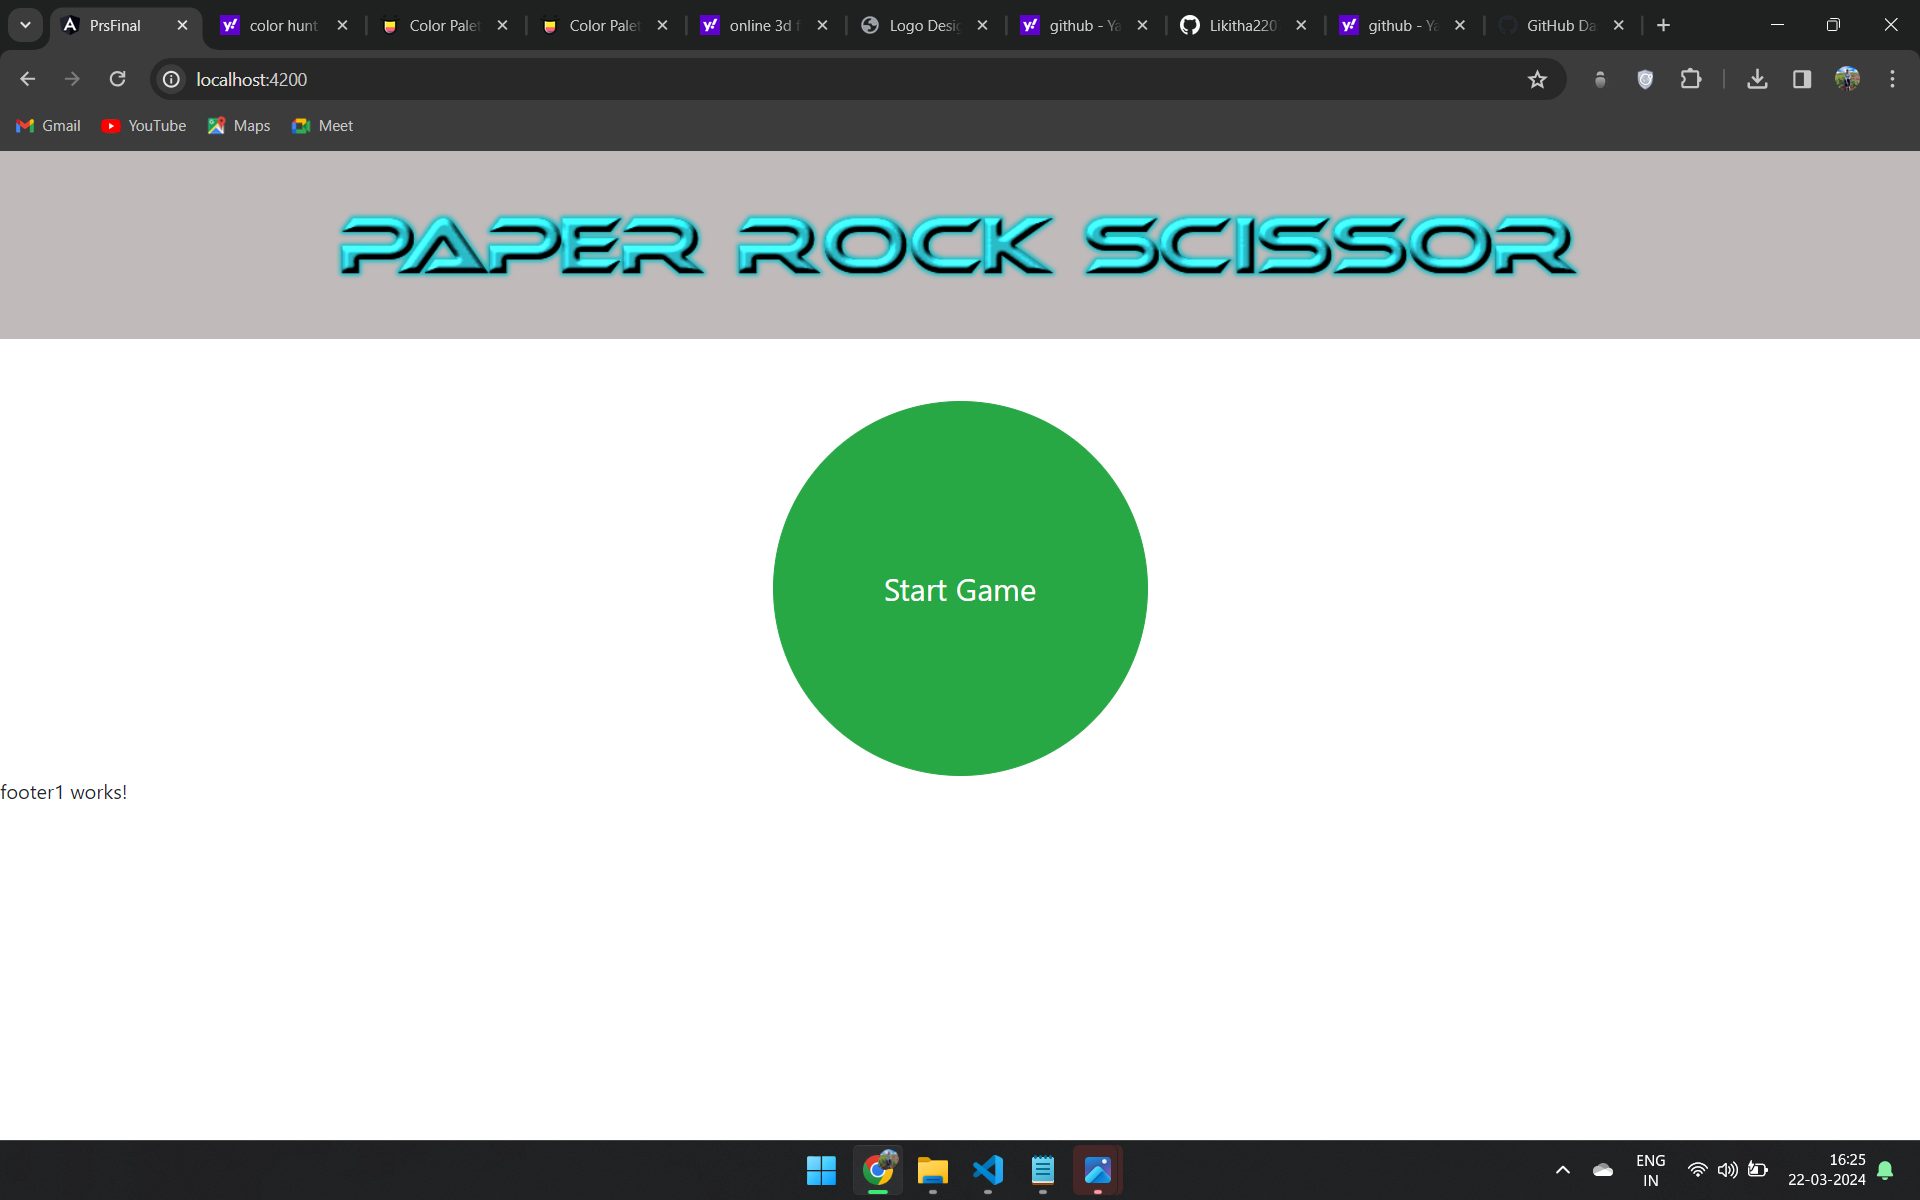 PrsFinal
color hunt
Color Palet
Color Palet
online 3d f
Logo Desig
github - Ya
Likitha220
github - Ya
GitHub Da
localhost:4200
Gmail
YouTube
Maps
Meet
PAPER ROCK SCISSOR
Start Game
footer1 works!
ENG
IN
16:25
22-03-2024